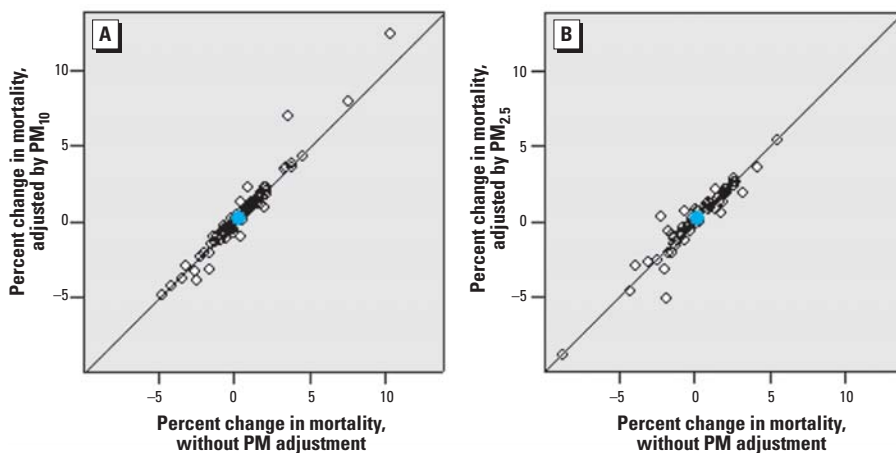 A
Percent change in mortality,
adjusted by PM10
10
5
0
−5
−5
0
5
10
Percent change in mortality,
without PM adjustment
B
Percent change in mortality,
adjusted by PM2.5
10
5
0
−5
−5
0
5
10
Percent change in mortality,
without PM adjustment